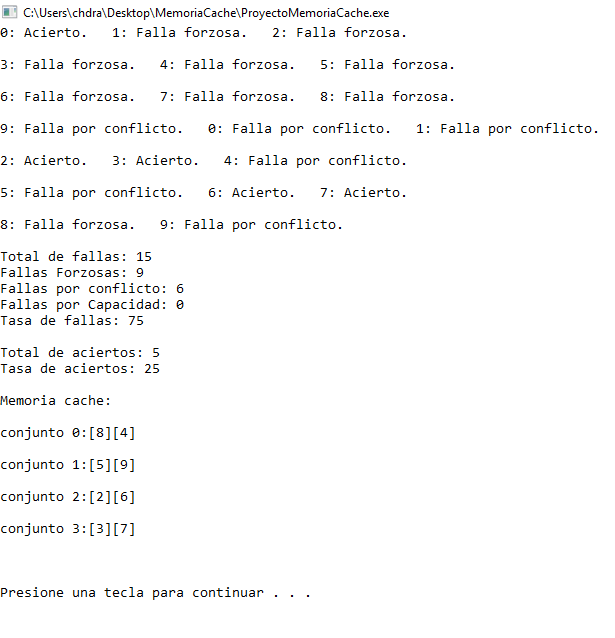 C:\Users\chdra\Desktop\MemoriaCache\ProyectoMemoriaCache.exe
0: Acierto.   1: Falla forzosa.   2: Falla forzosa.
3: Falla forzosa.   4: Falla forzosa.   5: Falla forzosa.
6: Falla forzosa.   7: Falla forzosa.   8: Falla forzosa.
9: Falla por conflicto.   0: Falla por conflicto.   1: Falla por conflicto.
2: Acierto.   3: Acierto.   4: Falla por conflicto.
5: Falla por conflicto.   6: Acierto.   7: Acierto.
8: Falla forzosa.   9: Falla por conflicto.
Total de fallas: 15
Fallas Forzosas: 9
Fallas por conflicto: 6
Fallas por Capacidad: 0
Tasa de fallas: 75
Total de aciertos: 5
Tasa de aciertos: 25
Memoria cache:
conjunto 0:[8][4]
conjunto 1:[5][9]
conjunto 2:[2][6]
conjunto 3:[3][7]
Presione una tecla para continuar . . .